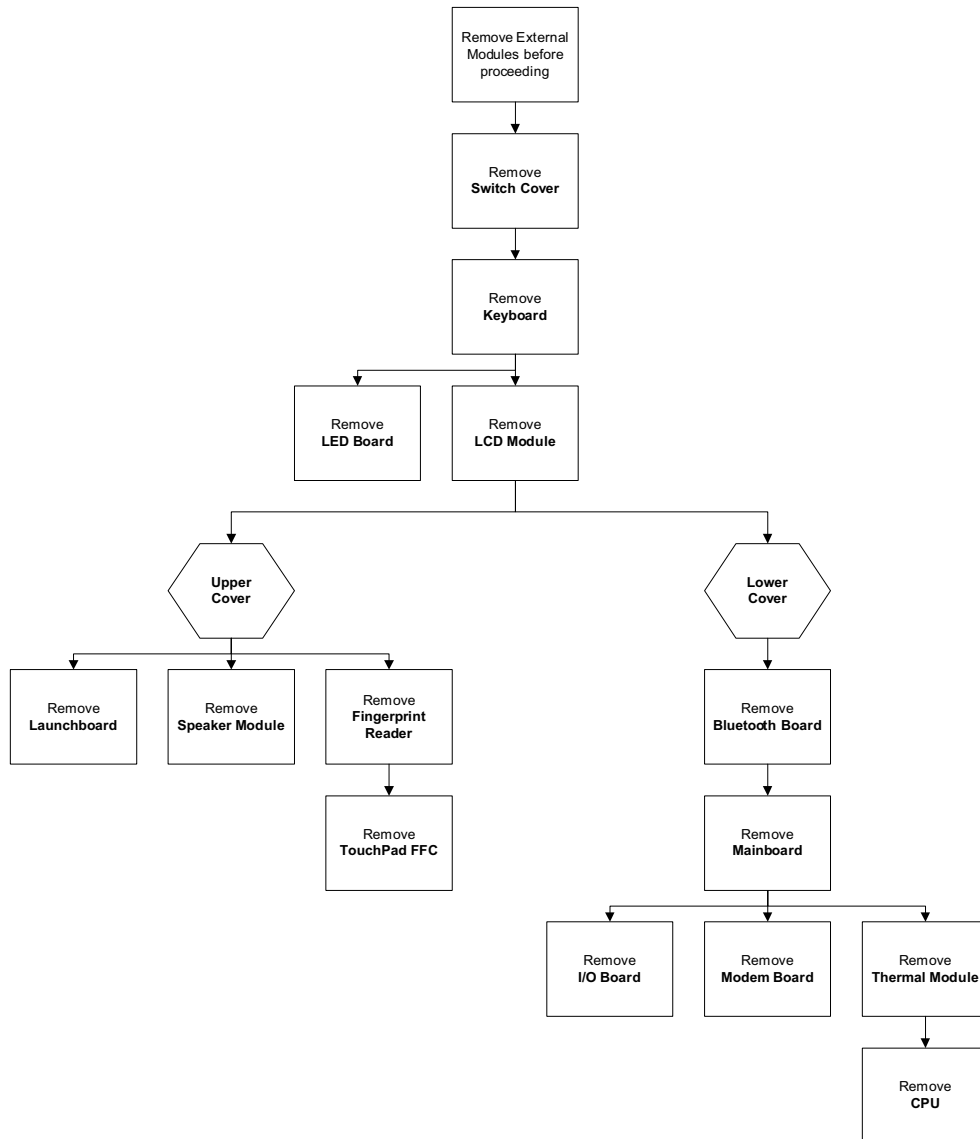 Remove External
Modules before
proceeding
Remove
Switch Cover
Remove
Keyboard
Remove
LED Board
Remove
LCD Module
Upper
Cover
Lower
Cover
Remove
Launchboard
Remove
Speaker Module
Remove
Fingerprint
Reader
Remove
Bluetooth Board
Remove
TouchPad FFC
Remove
Mainboard
Remove
I/O Board
Remove
Modem Board
Remove
Thermal Module
Remove
CPU